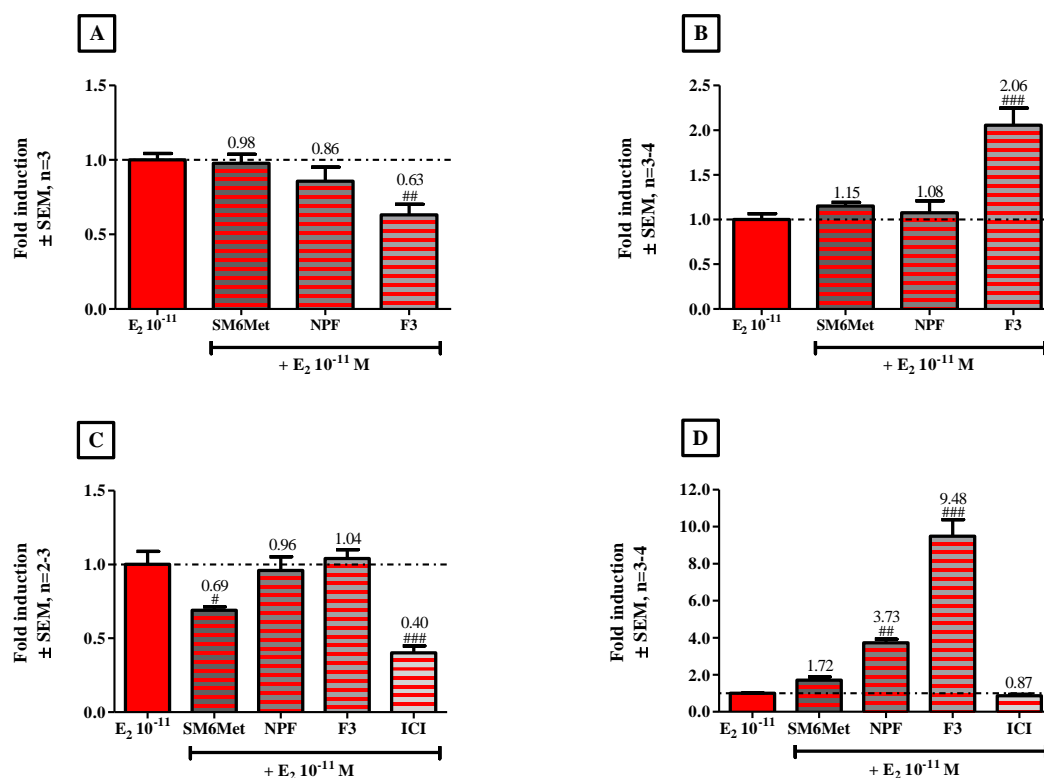 A
Fold induction
± SEM, n=3
1.5
1.0
0.5
0.0
0.98
0.86
0.63
##
E₂ 10⁻¹¹
SM6Met
NPF
F3
+ E₂ 10⁻¹¹ M
B
Fold induction
± SEM, n=3-4
2.5
2.0
1.5
1.0
0.5
0.0
1.15
1.08
2.06
###
E₂ 10⁻¹¹
SM6Met
NPF
F3
+ E₂ 10⁻¹¹ M
C
Fold induction
± SEM, n=2-3
1.5
1.0
0.5
0.0
0.69
#
0.96
1.04
0.40
###
E₂ 10⁻¹¹
SM6Met
NPF
F3
ICI
+ E₂ 10⁻¹¹ M
D
Fold induction
± SEM, n=3-4
12.0
10.0
8.0
6.0
4.0
2.0
0.0
1.72
3.73
##
9.48
###
0.87
E₂ 10⁻¹¹
SM6Met
NPF
F3
ICI
+ E₂ 10⁻¹¹ M